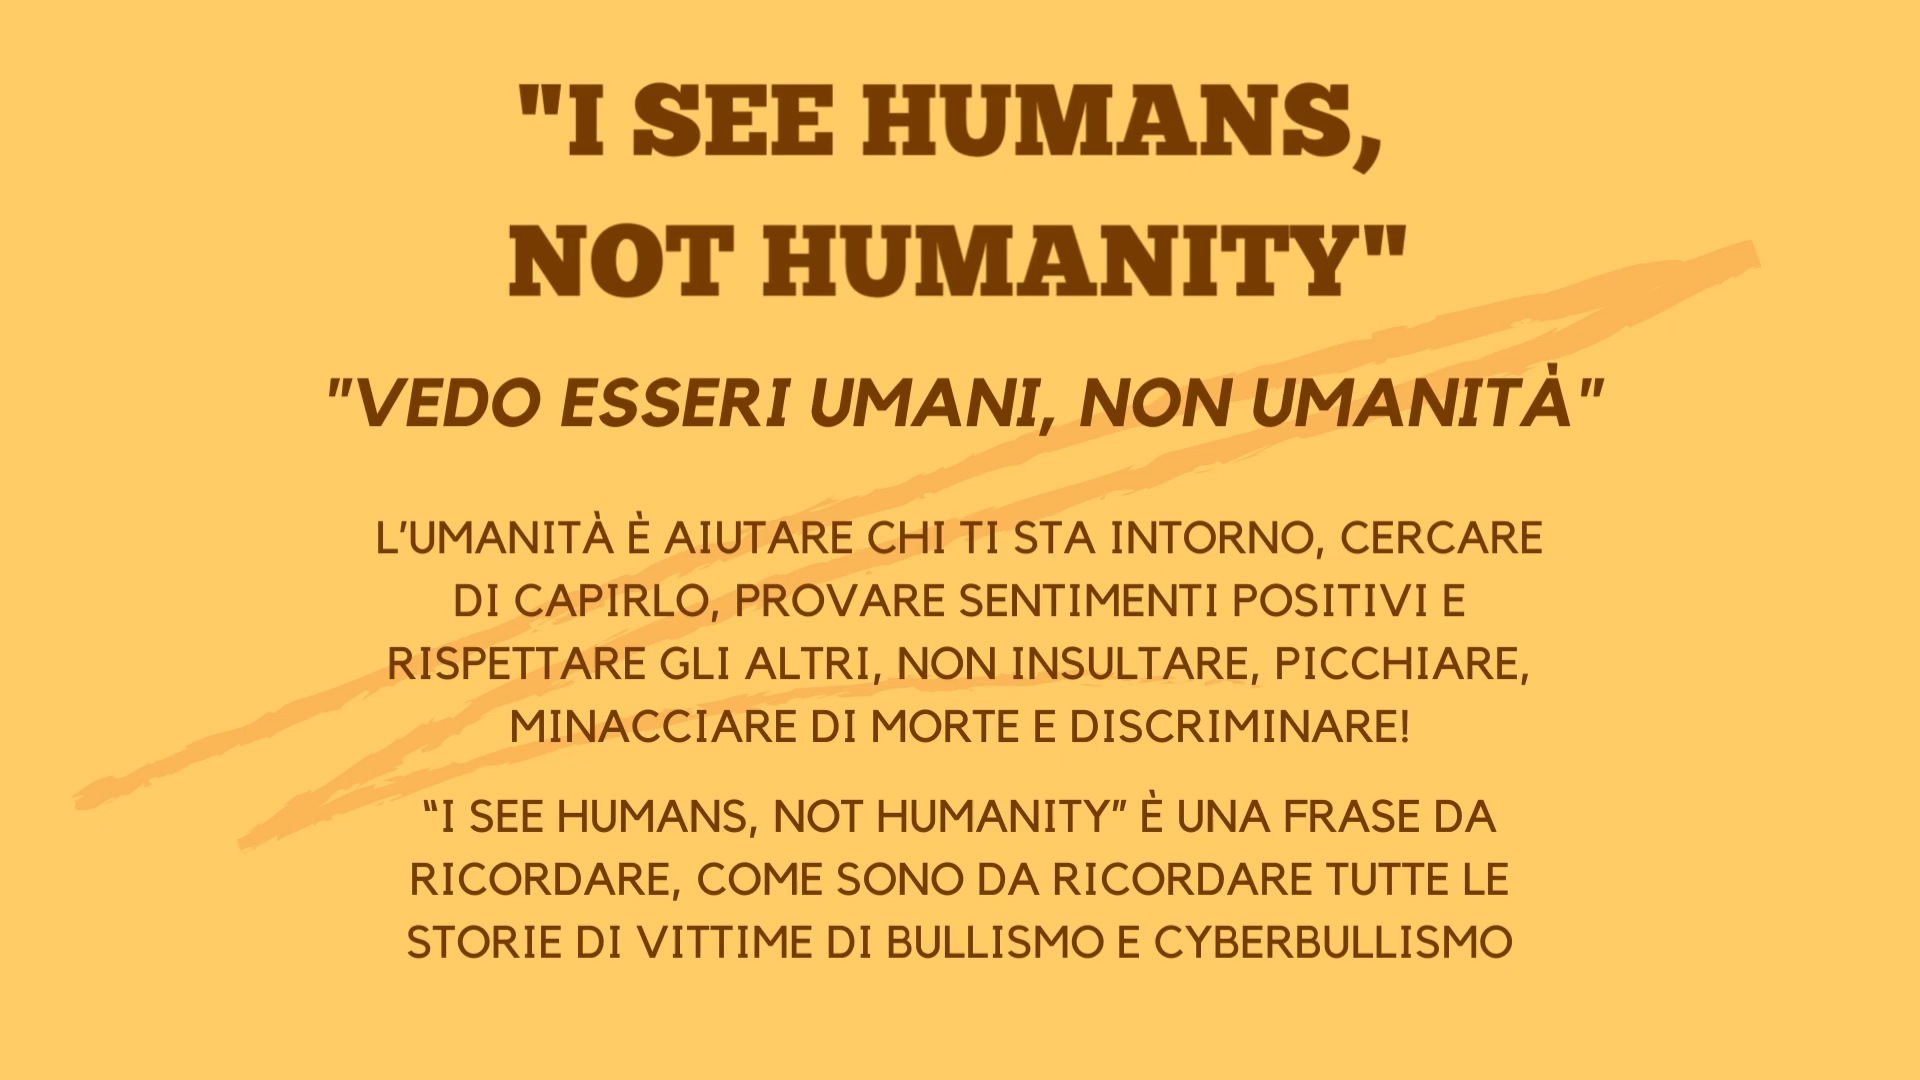 "I SEE HUMANS,
NOT HUMANITY"
"VEDO ESSERI UMANI, NON UMANITÀ"
L'UMANITÀ È AIUTARE CHI TI STA INTORNO, CERCARE
DI CAPIRLO, PROVARE SENTIMENTI POSITIVI E
RISPETTARE GLI ALTRI, NON INSULTARE, PICCHIARE,
MINACCIARE DI MORTE E DISCRIMINARE!
“I SEE HUMANS, NOT HUMANITY” È UNA FRASE DA
RICORDARE, COME SONO DA RICORDARE TUTTE LE
STORIE DI VITTIME DI BULLISMO E CYBERBULLISMO